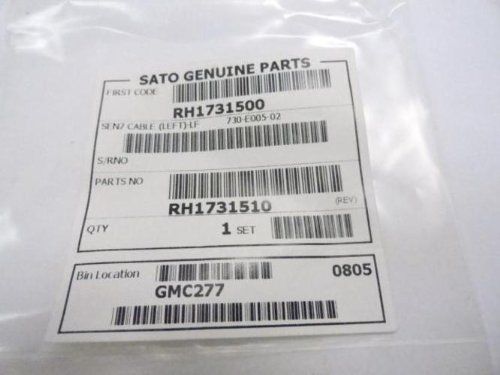 SATO GENUINE PARTS
FIRST CODE
RH1731500
SEN7 CABLE (LEFT)-LF 730-E005-02
S/RNO
PARTS NO
RH1731510 (REV)
QTY 1 SET
Bin Location 0805
GMC277